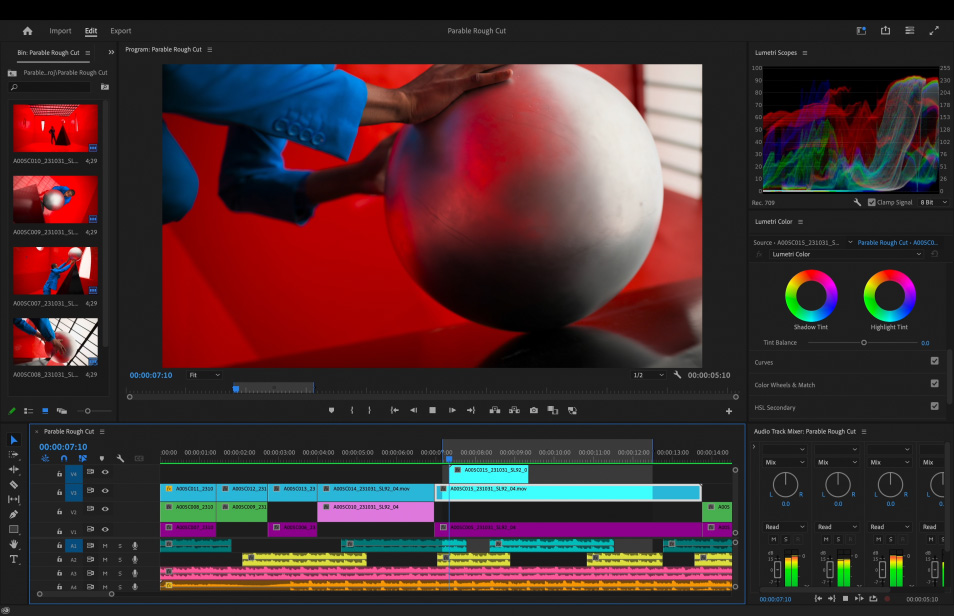 Import Edit Export
Parable Rough Cut
Bin: Parable Rough Cut
Parable...roj\Parable Rough Cut
A005C010_231031_SL... 4;29
A005C009_231031_SL... 4;29
A005C007_231031_SL... 4;29
A005C008_231031_SL... 4;29
Program: Parable Rough Cut
00:00:07:10 Fit 1/2 00:00:05:10
Lumetri Scopes
100 255
90 230
80 204
70 178
60 153
50 128
40 102
30 76
20 51
10 26
0 0
Rec. 709 Clamp Signal 8 Bit
Lumetri Color
Source · A005C015_231031_S... Parable Rough Cut · A005C0...
fx Lumetri Color
Shadow Tint Highlight Tint
Tint Balance 0.0
Curves
Color Wheels & Match
HSL Secondary
Parable Rough Cut
00:00:07:10
:00:00 00:00:01:00 00:00:02:00 00:00:03:00 00:00:04:00 00:00:05:00 00:00:06:00 00:00:08:00 00:00:09:00 00:00:10:00 00:00:11:00 00:00:12:00 00:00:13:00 00:00:14:00
V4 A005C015_231031_SL92_0
V3 A005C011_2310 A005C012_231 A005C013_23 A005C014_231031_SL92_04.mov A005C015_231031_SL92_04.mov
V2 A005C008_2310 A005C009_231 A005C010_231031_SL92_04 A005
V1 A005
A1 M S
A2 M S
A3 M S
A4 M S
Audio Track Mixer: Parable Rough Cut
Mix Mix Mix Mix
L R L R L R L
0.0 0.0 0.0
Read Read Read Read
M S M S M S M S
dB dB dB dB
00:00:07:10 00:00:05:10